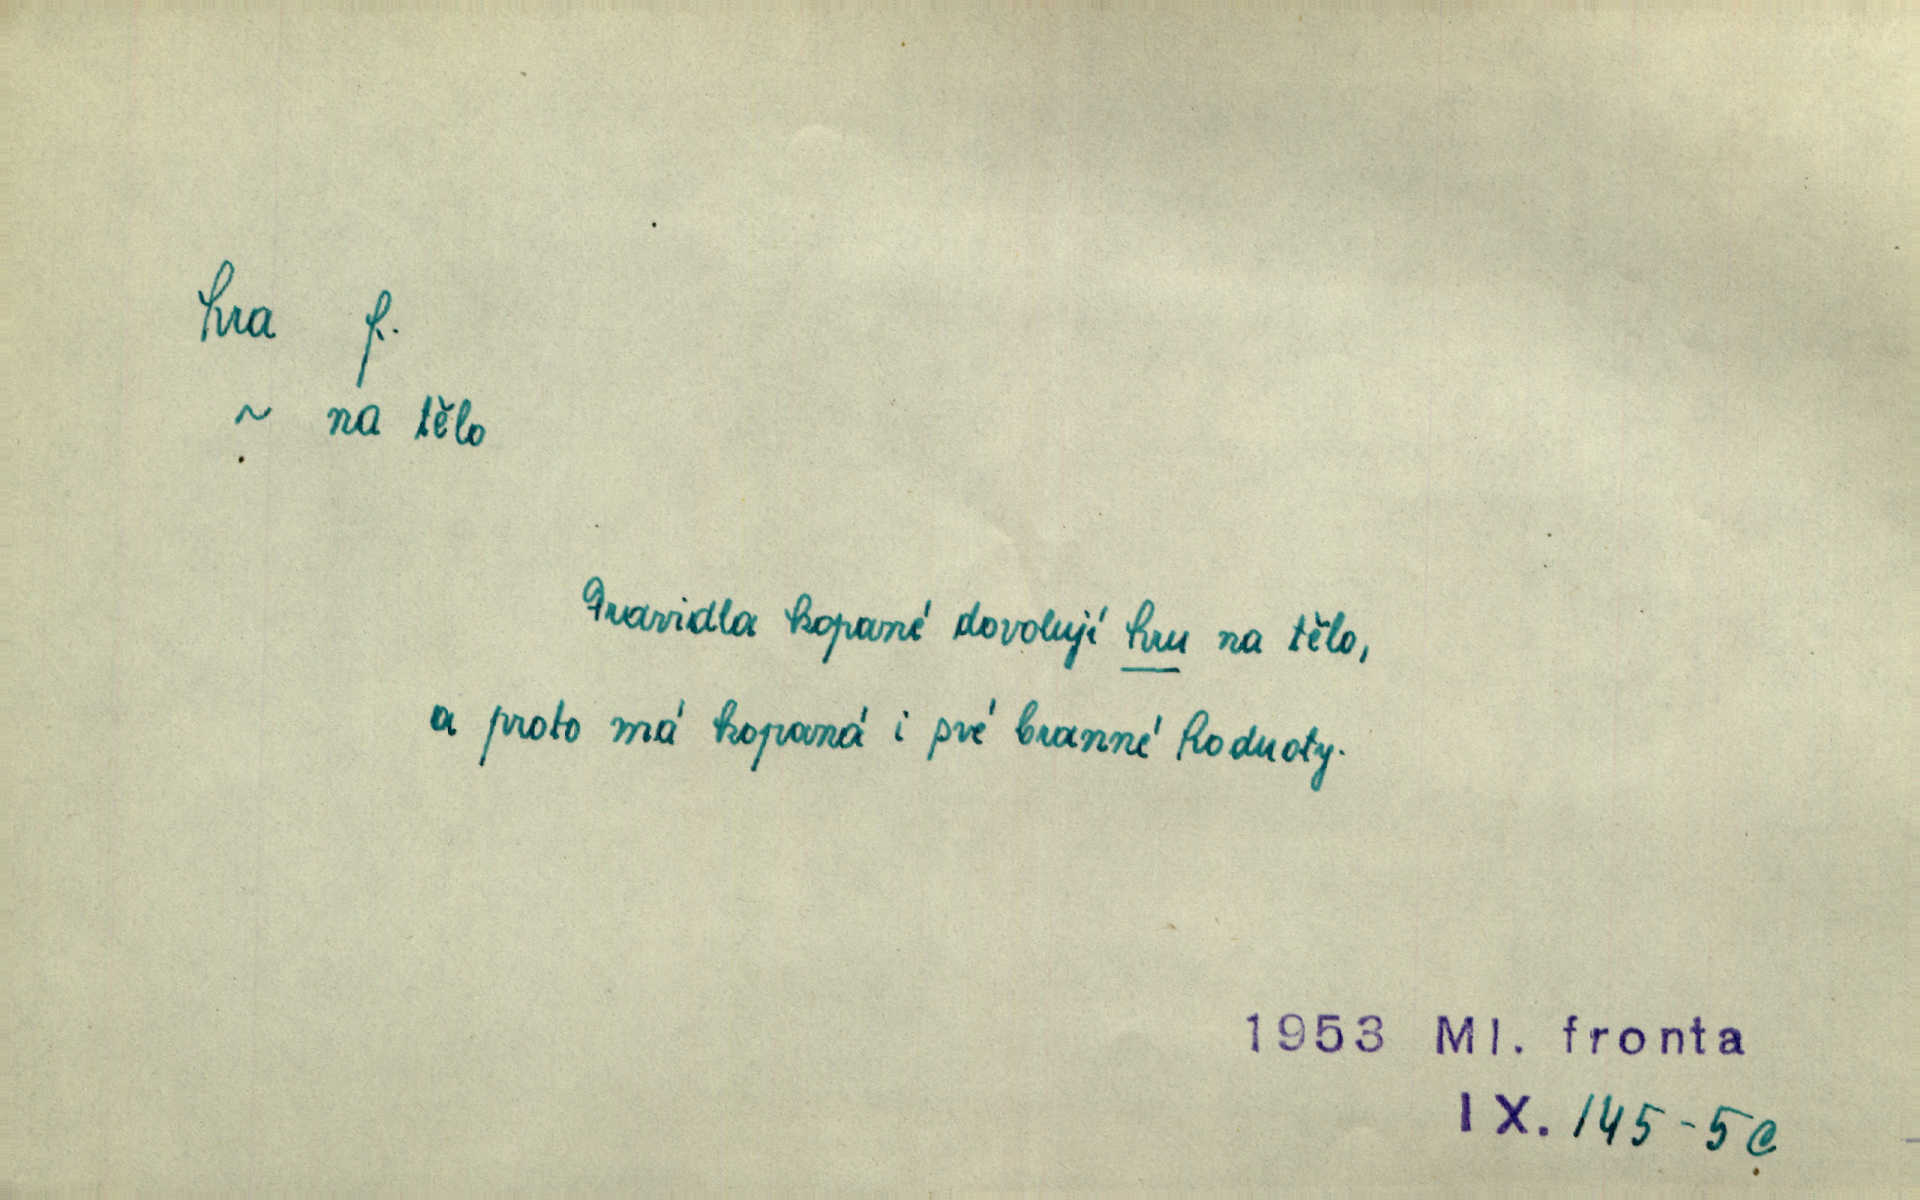 hra f.
~ na tělo
Pravidla kopané dovolují hru na tělo,
a proto má kopaná i své branné hodnoty.
1953 Ml. fronta
IX. 145-5c